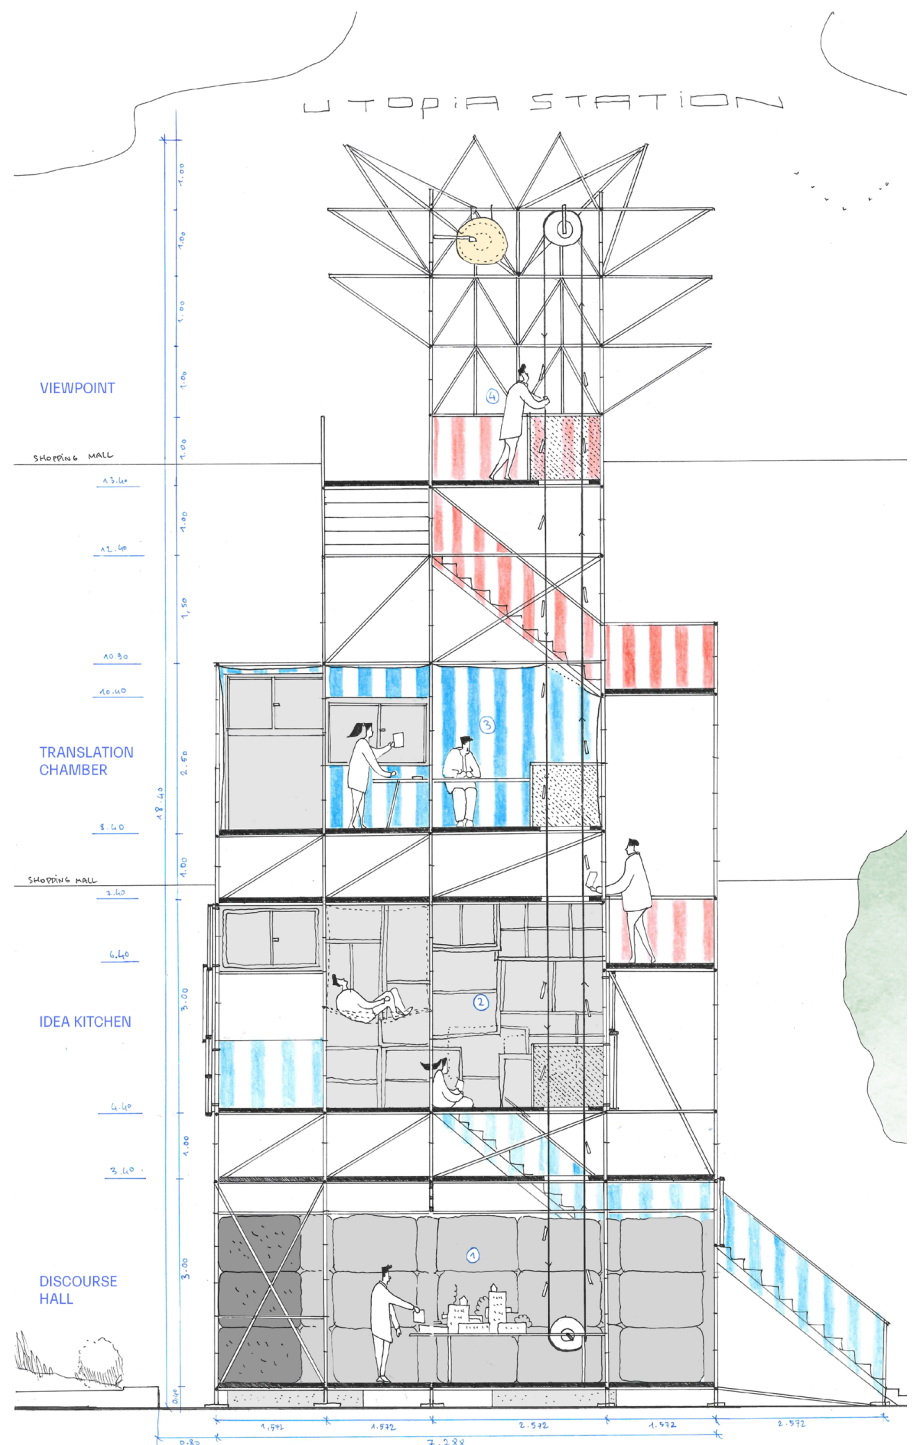 UTOPiA STATiON
1.00
1.00
1.00
1.00
VIEWPOINT
④
1.00
SHOPPING MALL
13.40
1.00
12.40
1,50
10.90
10.40
③
TRANSLATION
CHAMBER
2.50
18.40
8.40
1.00
SHOPPING MALL
7.40
6.40
②
3.00
IDEA KITCHEN
4.40
1.00
3.40
①
3.00
DISCOURSE
HALL
0.40
1,572 1.572 2.572 1.572 2.572
0.80 7.288